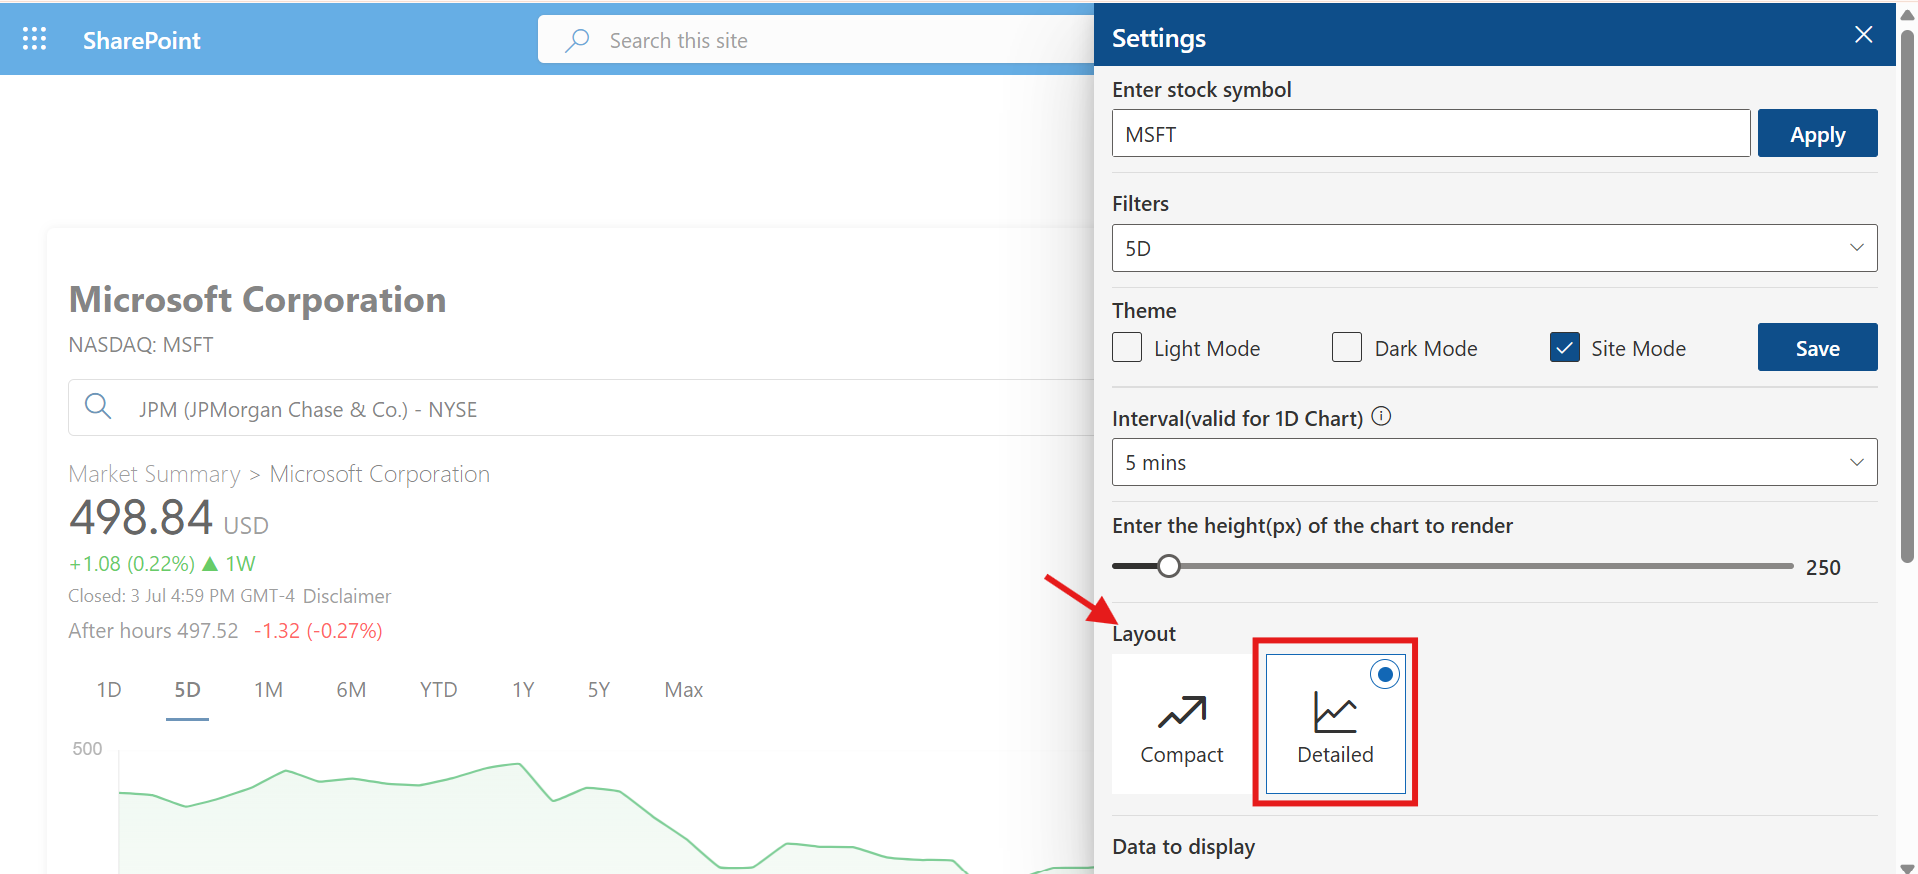 SharePoint
Search this site
Microsoft Corporation
NASDAQ: MSFT
JPM (JPMorgan Chase & Co.) - NYSE
Market Summary > Microsoft Corporation
498.84 USD
+1.08 (0.22%) ▲ 1W
Closed: 3 Jul 4:59 PM GMT-4 Disclaimer
After hours 497.52 -1.32 (-0.27%)
1D 5D 1M 6M YTD 1Y 5Y Max
500
Settings
Enter stock symbol
MSFT
Apply
Filters
5D
Theme
Light Mode
Dark Mode
Site Mode
Save
Interval(valid for 1D Chart)
5 mins
Enter the height(px) of the chart to render
250
Layout
Compact
Detailed
Data to display